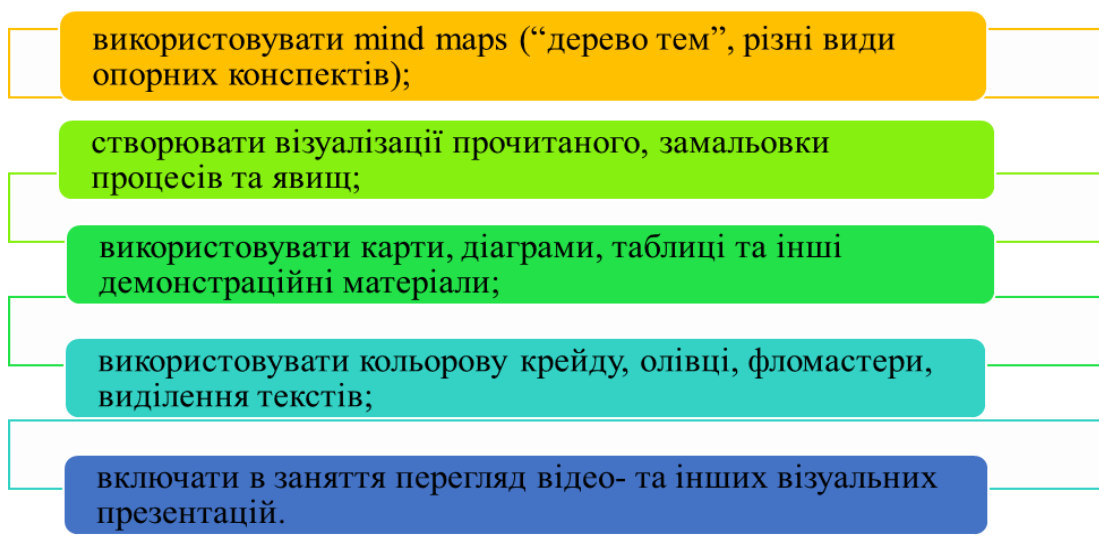 використовувати mind maps (“дерево тем”, різні види
опорних конспектів);
створювати візуалізації прочитаного, замальовки
процесів та явищ;
використовувати карти, діаграми, таблиці та інші
демонстраційні матеріали;
використовувати кольорову крейду, олівці, фломастери,
виділення текстів;
включати в заняття перегляд відео- та інших візуальних
презентацій.